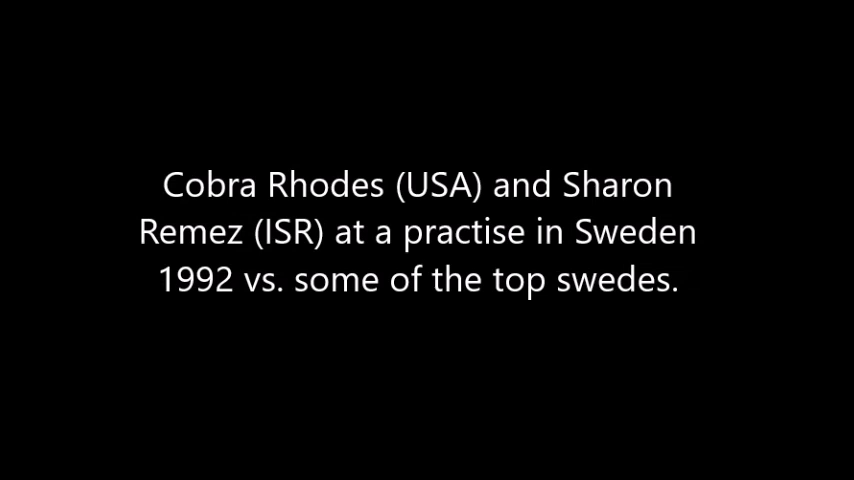 Cobra Rhodes (USA) and Sharon
Remez (ISR) at a practise in Sweden
1992 vs. some of the top swedes.